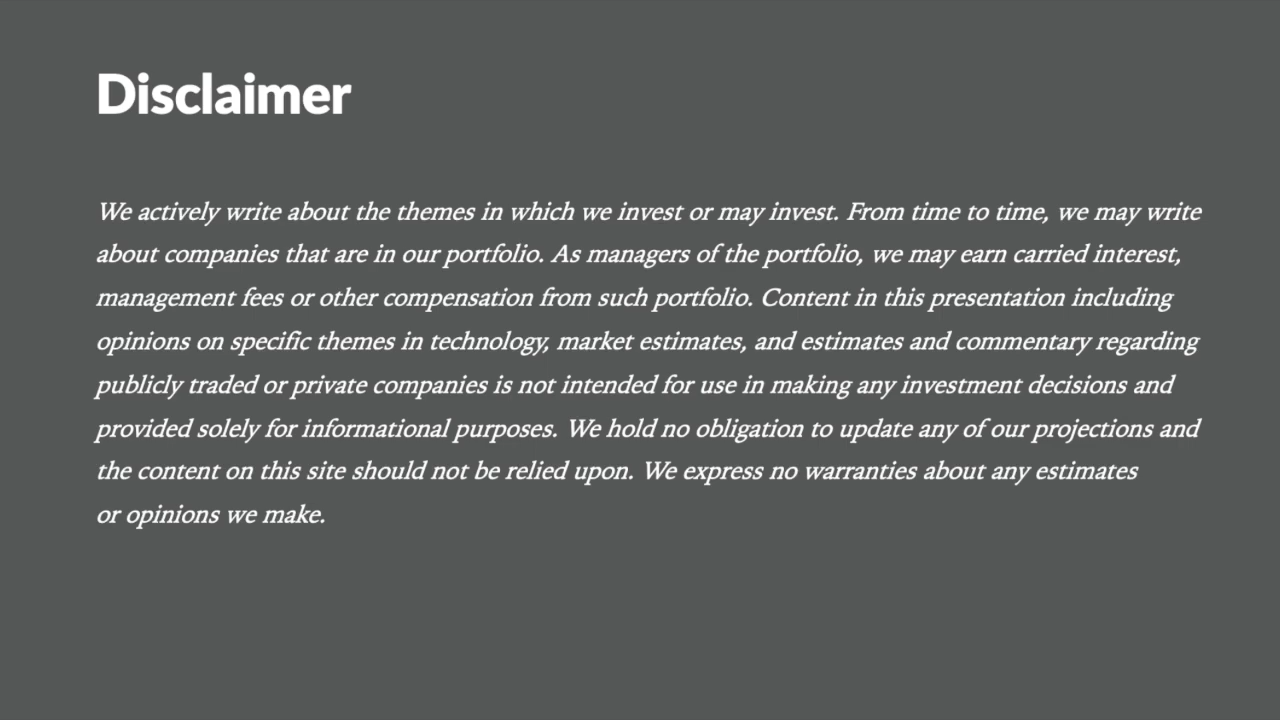 Disclaimer
We actively write about the themes in which we invest or may invest. From time to time, we may write
about companies that are in our portfolio. As managers of the portfolio, we may earn carried interest,
management fees or other compensation from such portfolio. Content in this presentation including
opinions on specific themes in technology, market estimates, and estimates and commentary regarding
publicly traded or private companies is not intended for use in making any investment decisions and
provided solely for informational purposes. We hold no obligation to update any of our projections and
the content on this site should not be relied upon. We express no warranties about any estimates
or opinions we make.